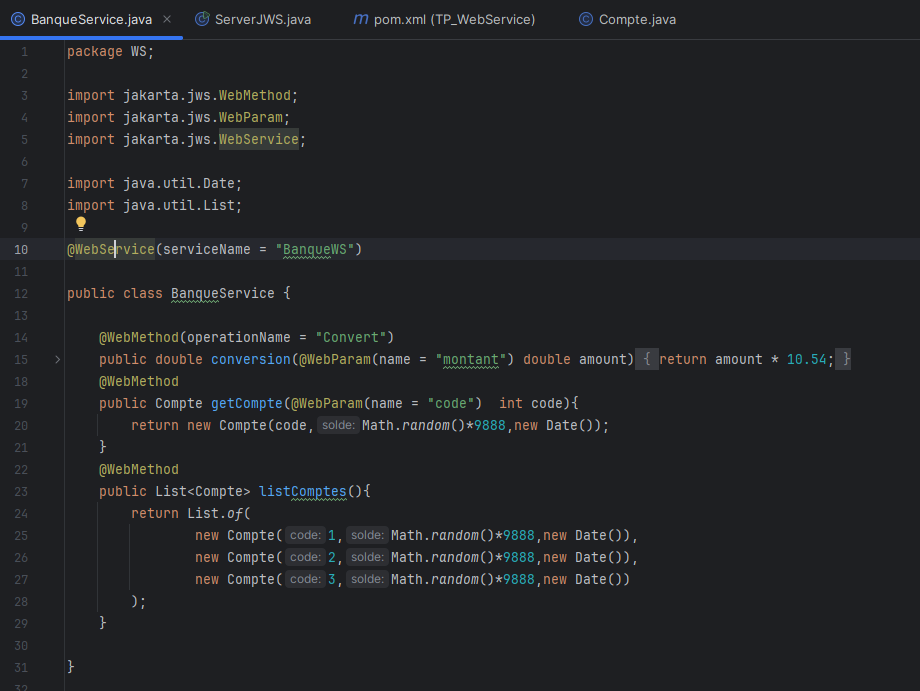 BanqueService.java × ServerJWS.java m pom.xml (TP_WebService) Compte.java
1 package WS;
2
3 import jakarta.jws.WebMethod;
4 import jakarta.jws.WebParam;
5 import jakarta.jws.WebService;
6
7 import java.util.Date;
8 import java.util.List;
9
10 @WebService(serviceName = "BanqueWS")
11
12 public class BanqueService {
13
14 @WebMethod(operationName = "Convert")
15 public double conversion(@WebParam(name = "montant") double amount) { return amount * 10.54; }
18 @WebMethod
19 public Compte getCompte(@WebParam(name = "code")  int code){
20 return new Compte(code, solde: Math.random()*9888,new Date());
21 }
22 @WebMethod
23 public List<Compte> listComptes(){
24 return List.of(
25 new Compte( code: 1, solde: Math.random()*9888,new Date()),
26 new Compte( code: 2, solde: Math.random()*9888,new Date()),
27 new Compte( code: 3, solde: Math.random()*9888,new Date())
28 );
29 }
30
31 }
32